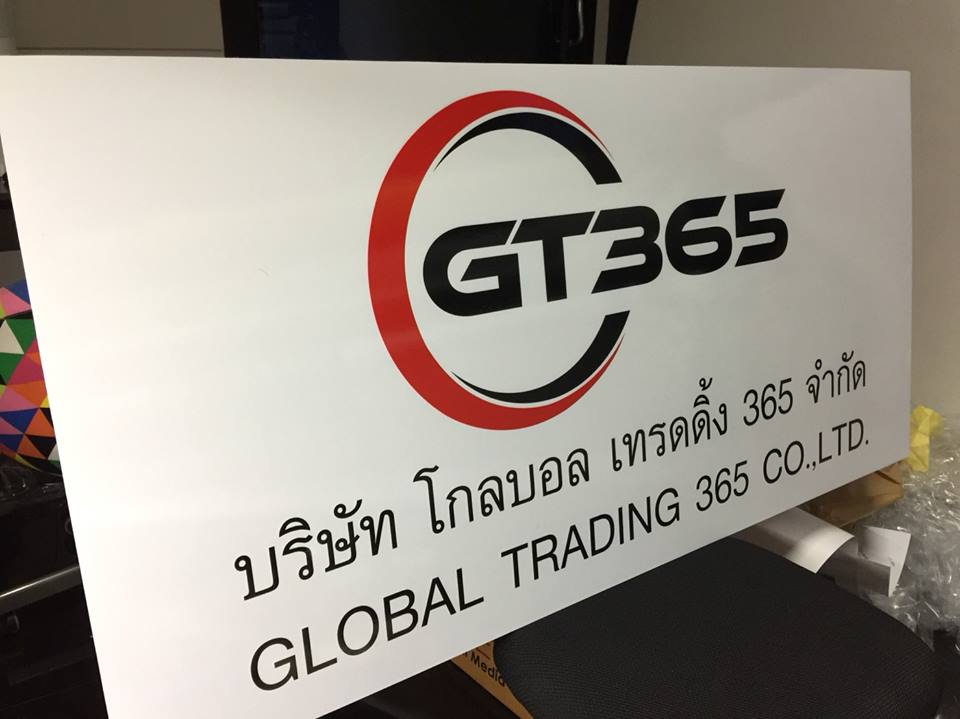 GT365
บริษัท โกลบอล เทรดดิ้ง 365 จำกัด
GLOBAL TRADING 365 CO.,LTD.
Media